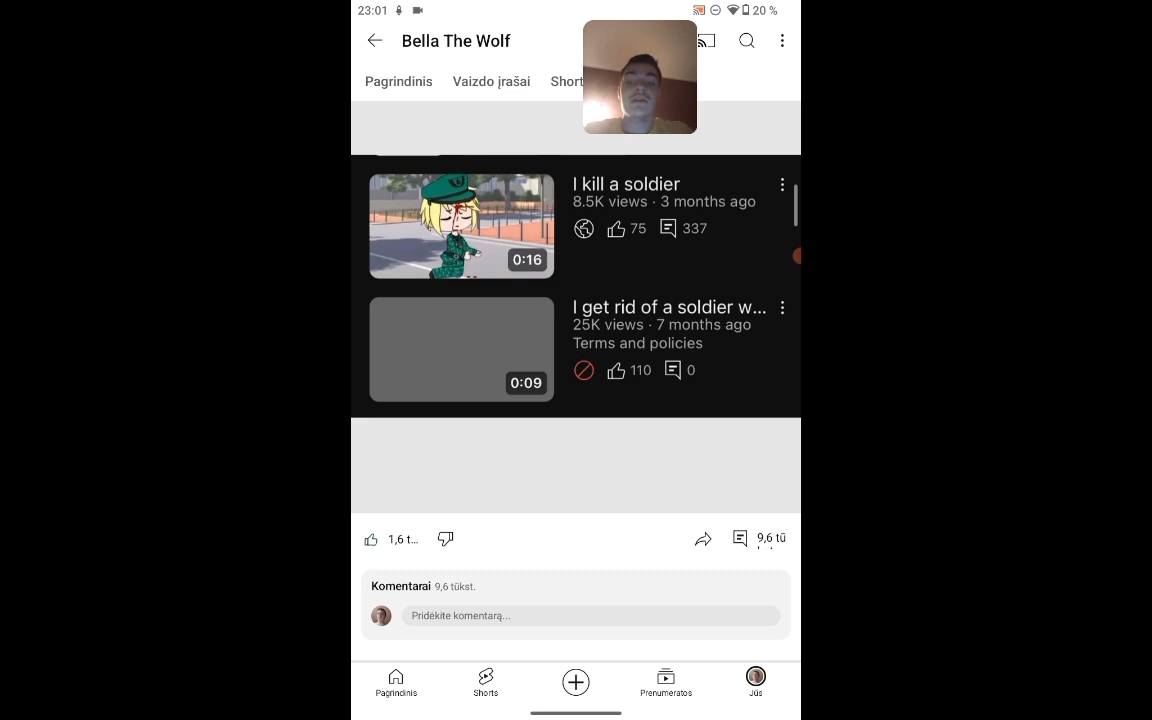 23:01
20 %
Bella The Wolf
Pagrindinis
Vaizdo įrašai
Short
I kill a soldier
8.5K views · 3 months ago
75
337
0:16
I get rid of a soldier w...
25K views · 7 months ago
Terms and policies
110
0
0:09
1,6 t...
9,6 tū
Komentarai 9,6 tūkst.
Pridėkite komentarą...
Pagrindinis
Shorts
Prenumeratos
Jūs